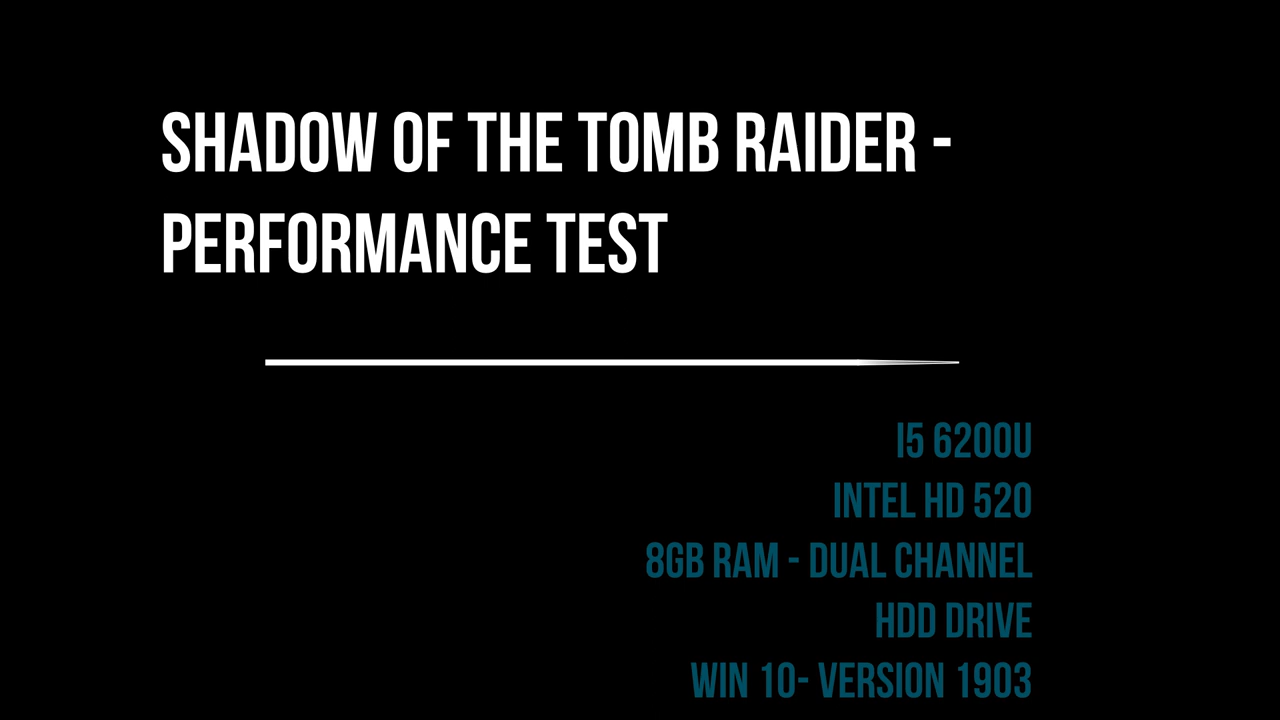 SHADOW OF THE TOMB RAIDER -
PERFORMANCE TEST
I5 6200U
INTEL HD 520
8GB RAM - DUAL CHANNEL
HDD DRIVE
WIN 10- VERSION 1903